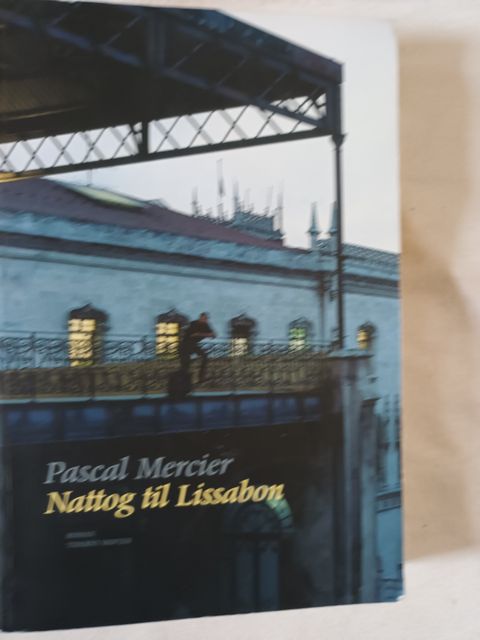 Pascal Mercier
Nattog til Lissabon